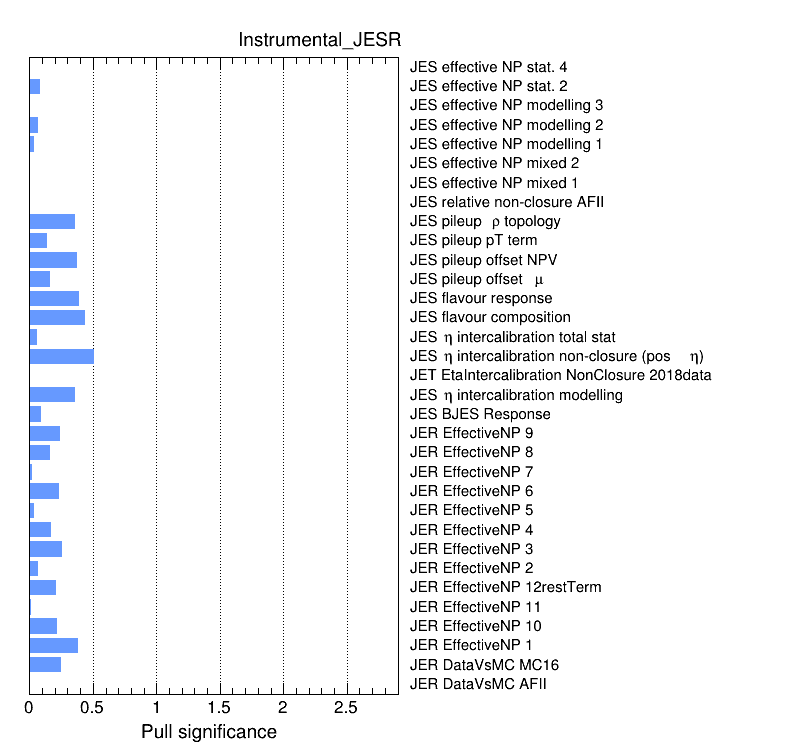 Instrumental_JESR
JES effective NP stat. 4
JES effective NP stat. 2
JES effective NP modelling 3
JES effective NP modelling 2
JES effective NP modelling 1
JES effective NP mixed 2
JES effective NP mixed 1
JES relative non-closure AFII
JES pileup ρ topology
JES pileup pT term
JES pileup offset NPV
JES pileup offset μ
JES flavour response
JES flavour composition
JES η intercalibration total stat
JES η intercalibration non-closure (pos η)
JET EtaIntercalibration NonClosure 2018data
JES η intercalibration modelling
JES BJES Response
JER EffectiveNP 9
JER EffectiveNP 8
JER EffectiveNP 7
JER EffectiveNP 6
JER EffectiveNP 5
JER EffectiveNP 4
JER EffectiveNP 3
JER EffectiveNP 2
JER EffectiveNP 12restTerm
JER EffectiveNP 11
JER EffectiveNP 10
JER EffectiveNP 1
JER DataVsMC MC16
JER DataVsMC AFII
0 0.5 1 1.5 2 2.5
Pull significance